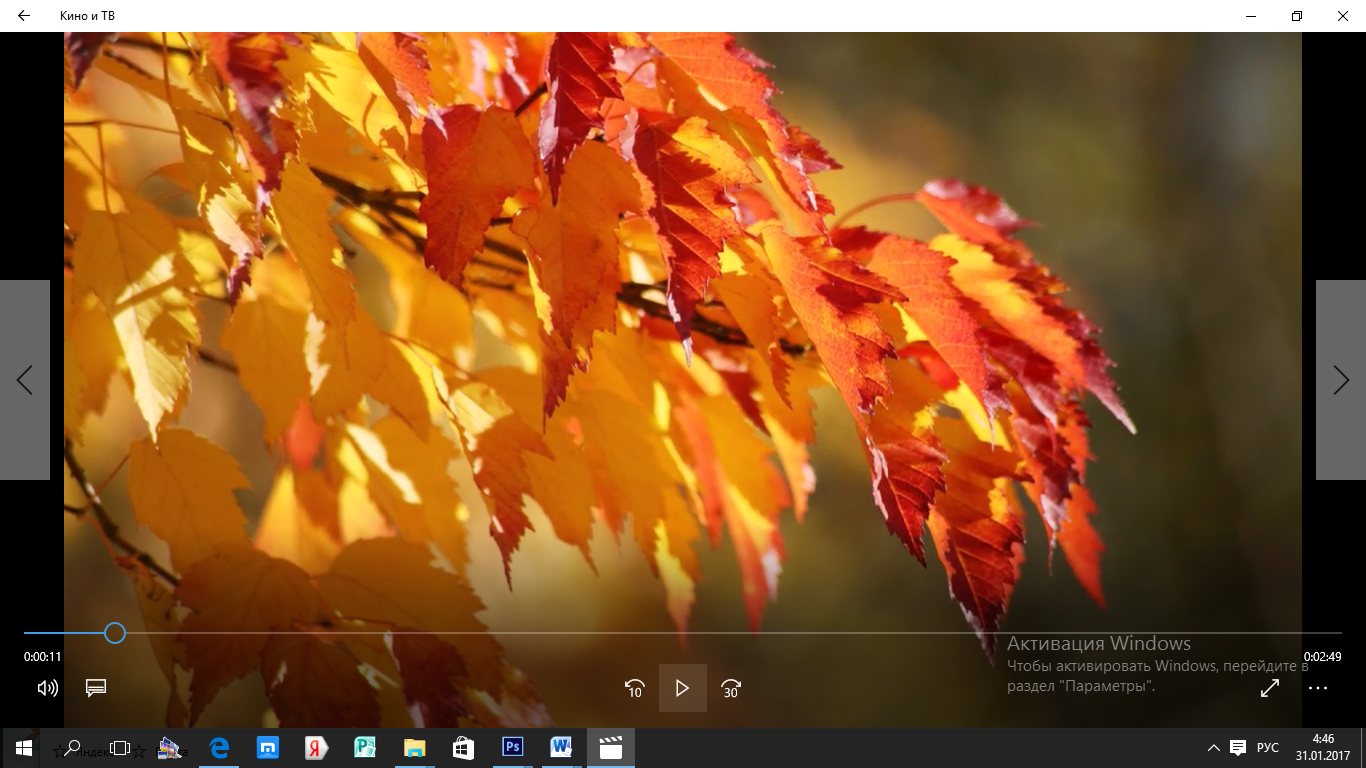 Кино и ТВ
0:00:11
0:02:49
10
30
Активация Windows
Чтобы активировать Windows, перейдите в
раздел "Параметры".
Ps
РУС
4:46
31.01.2017